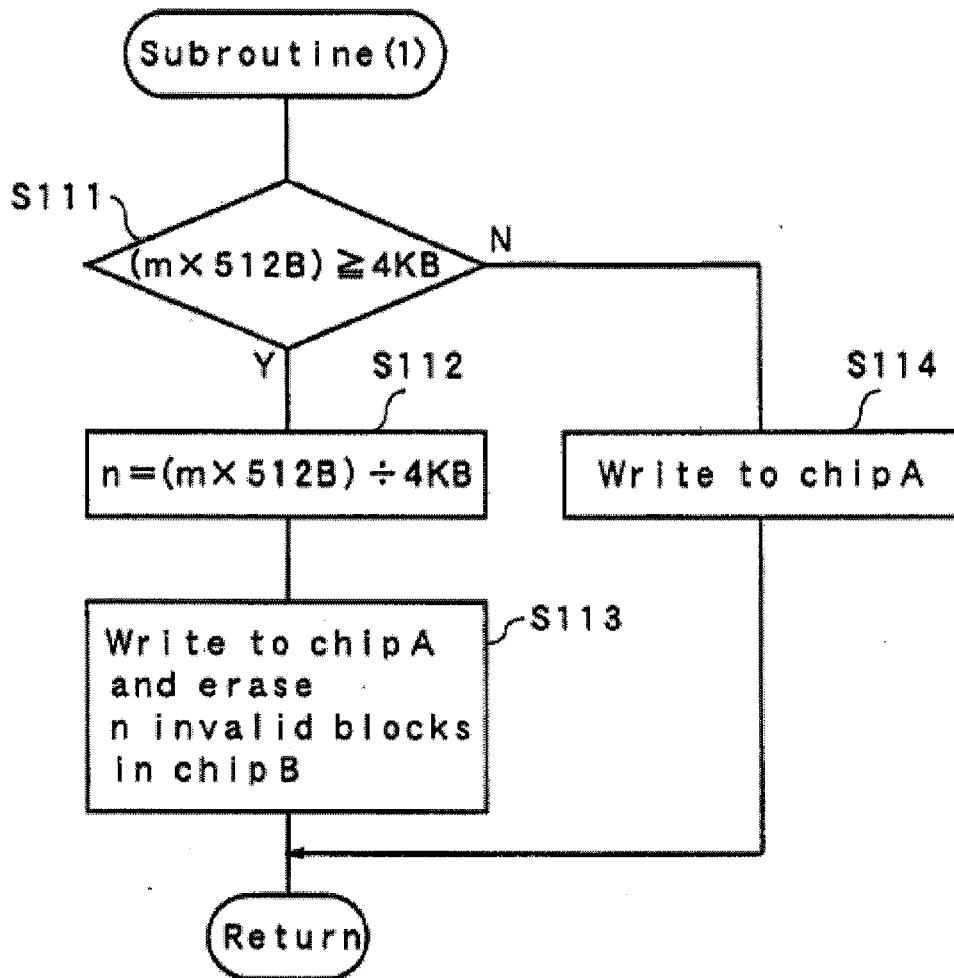 Subroutine(1)
S111
(m×512B)≧4KB
N
Y
S112
n=(m×512B)÷4KB
S114
Write to chipA
S113
Write to chipA
and erase
n invalid blocks
in chipB
Return